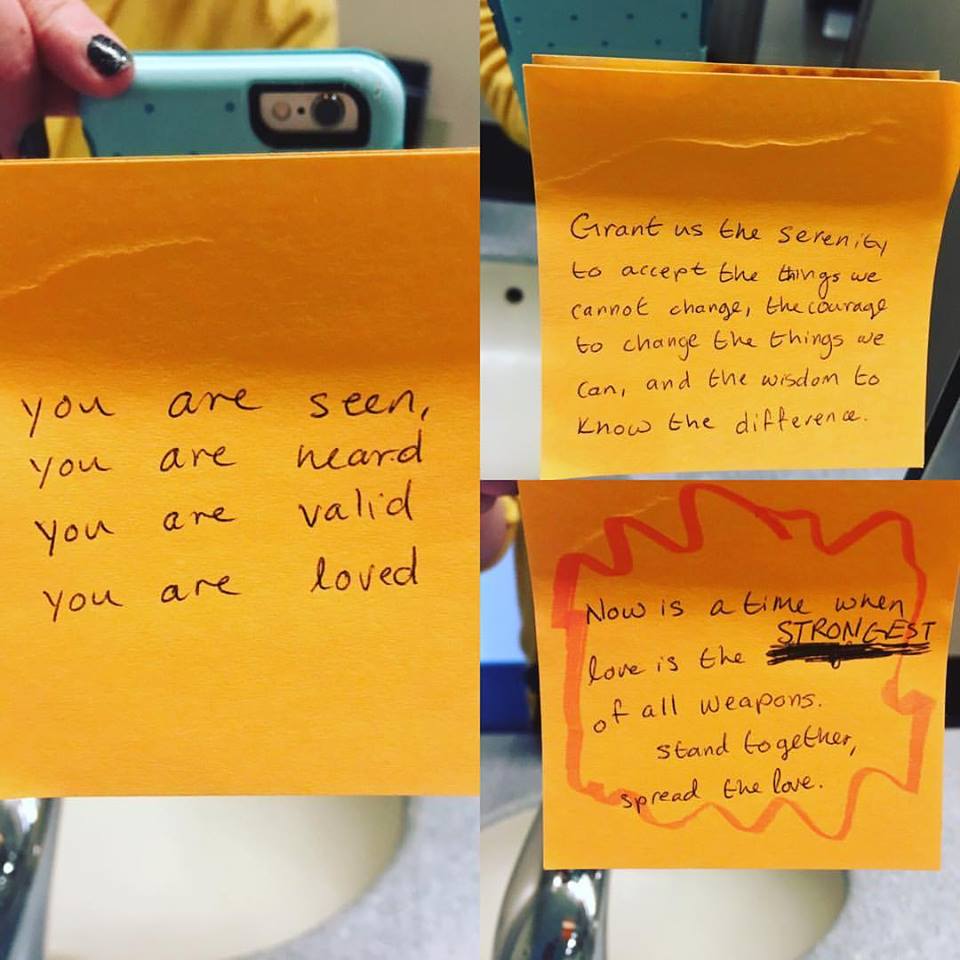 you are seen,
you are heard
you are valid
you are loved
Grant us the serenity
to accept the things we
cannot change, the courage
to change the things we
can, and the wisdom to
know the difference.
Now is a time when
love is the STRONGEST
of all weapons.
stand together,
spread the love.